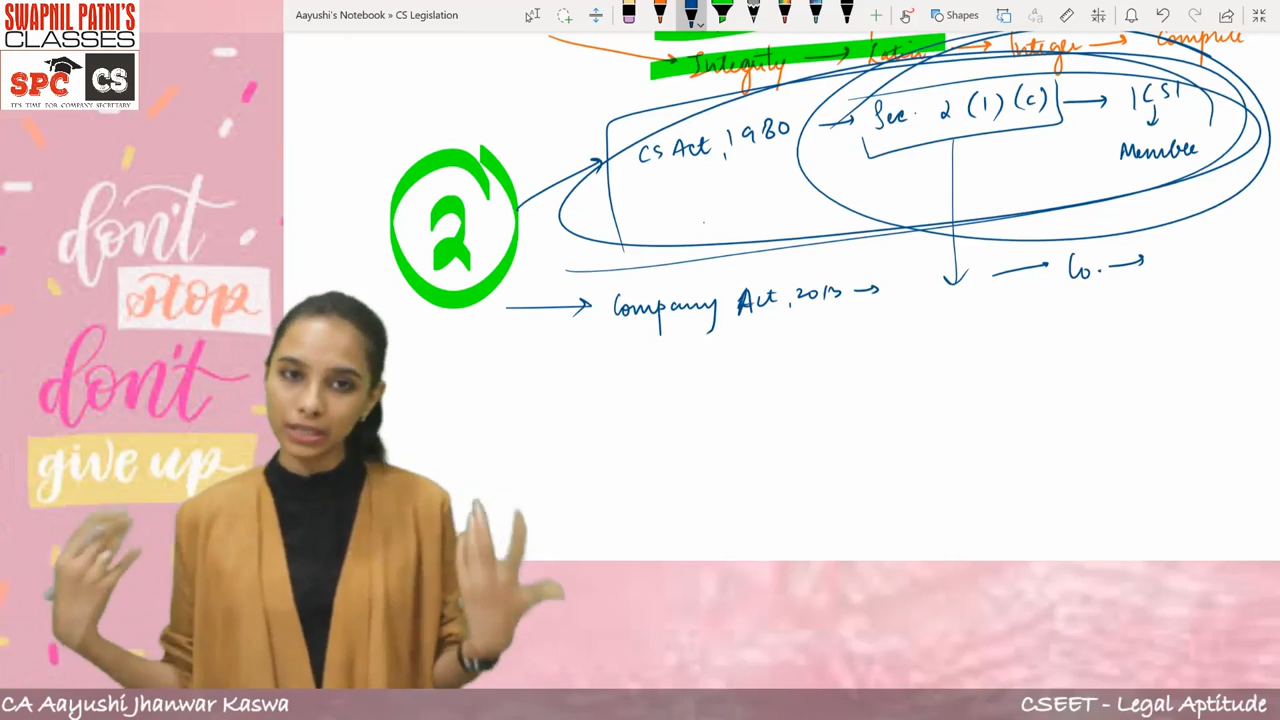 SWAPNIL PATNI'S
CLASSES
SPC CS
IT'S TIME FOR COMPANY SECRETARY
Aayushi's Notebook » CS Legislation
Shapes
Integrity → Latin → Integer → Compute
CS Act, 1980 → Sec. 2 (1) (c) → ICSI
Member
2
→ Co. →
→ Company Act, 2013 →
don't
stop
don't
give up
CA Aayushi Jhanwar Kaswa
CSEET - Legal Aptitude